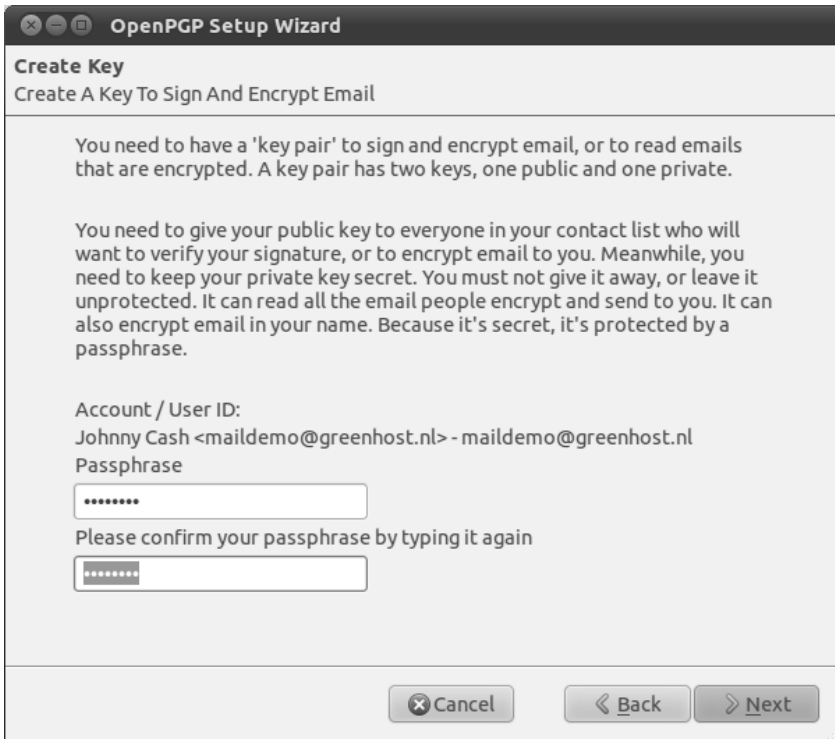 OpenPGP Setup Wizard
Create Key
Create A Key To Sign And Encrypt Email
You need to have a 'key pair' to sign and encrypt email, or to read emails
that are encrypted. A key pair has two keys, one public and one private.
You need to give your public key to everyone in your contact list who will
want to verify your signature, or to encrypt email to you. Meanwhile, you
need to keep your private key secret. You must not give it away, or leave it
unprotected. It can read all the email people encrypt and send to you. It can
also encrypt email in your name. Because it's secret, it's protected by a
passphrase.
Account / User ID:
Johnny Cash <maildemo@greenhost.nl> - maildemo@greenhost.nl
Passphrase
••••••••
Please confirm your passphrase by typing it again
••••••••
Cancel Back Next